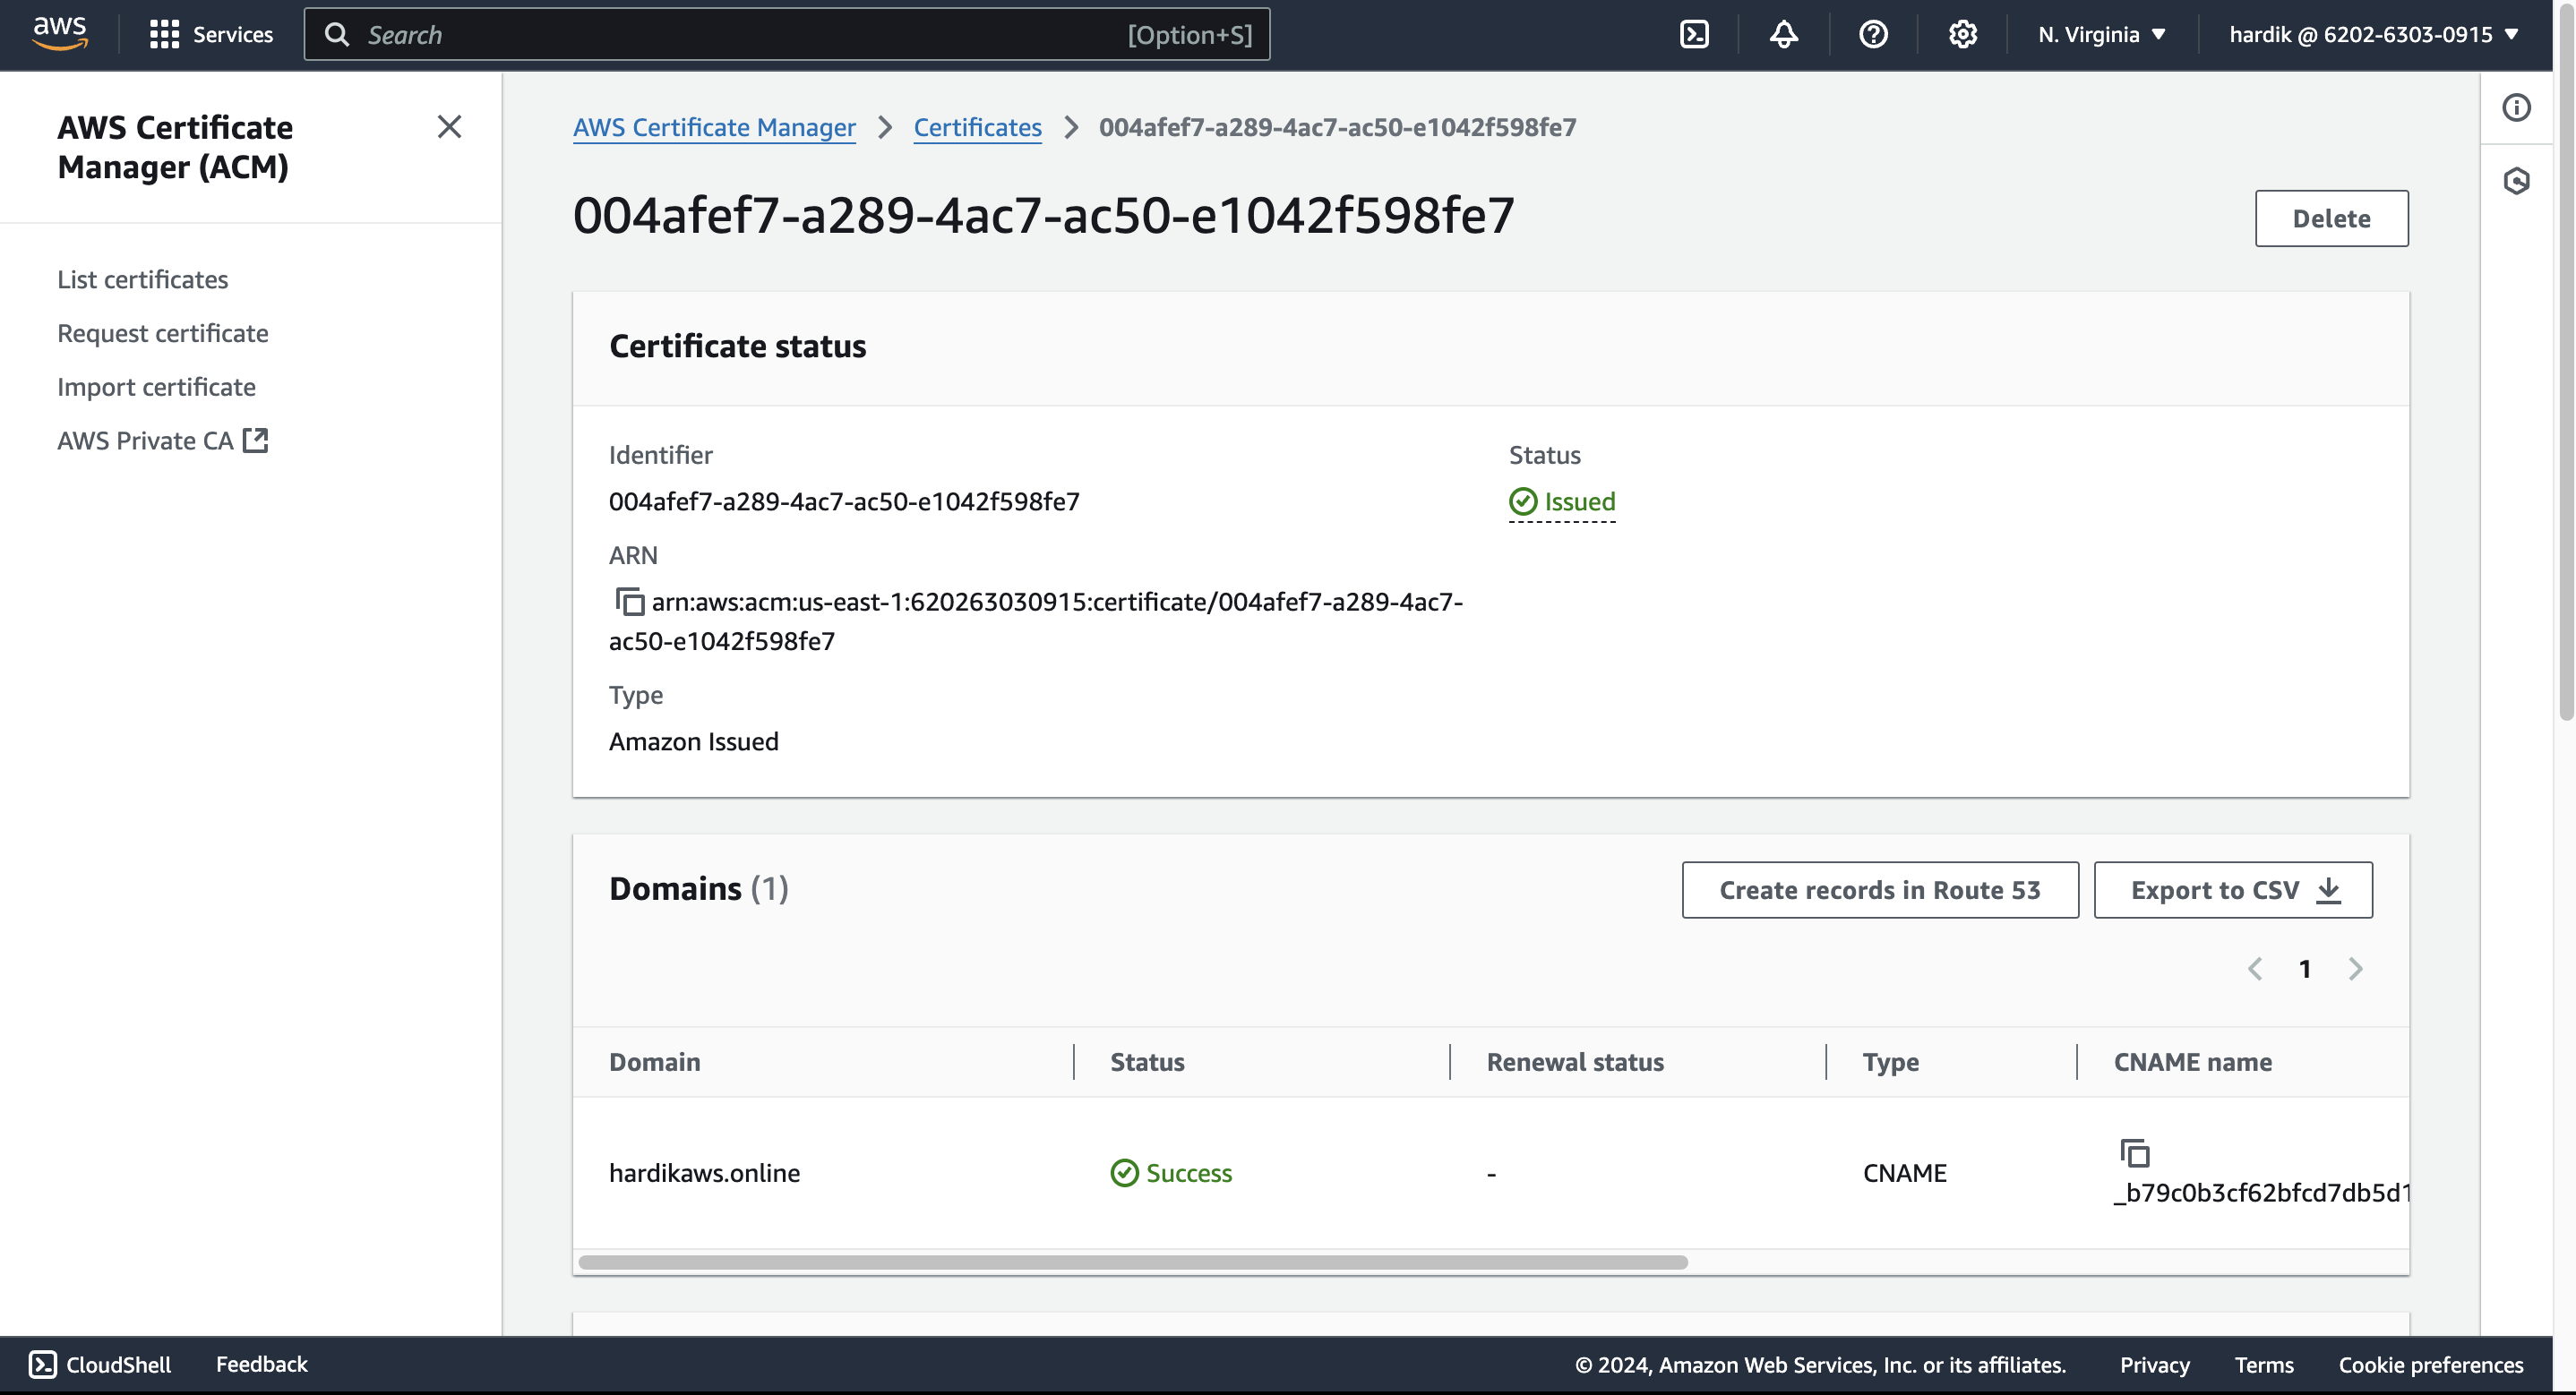 aws
Services
Search
[Option+S]
N. Virginia
hardik @ 6202-6303-0915
AWS Certificate
Manager (ACM)
List certificates
Request certificate
Import certificate
AWS Private CA
AWS Certificate Manager
Certificates
004afef7-a289-4ac7-ac50-e1042f598fe7
004afef7-a289-4ac7-ac50-e1042f598fe7
Delete
Certificate status
Identifier
004afef7-a289-4ac7-ac50-e1042f598fe7
Status
Issued
ARN
arn:aws:acm:us-east-1:620263030915:certificate/004afef7-a289-4ac7-
ac50-e1042f598fe7
Type
Amazon Issued
Domains (1)
Create records in Route 53
Export to CSV
1
Domain
Status
Renewal status
Type
CNAME name
hardikaws.online
Success
-
CNAME
_b79c0b3cf62bfcd7db5d1
CloudShell
Feedback
© 2024, Amazon Web Services, Inc. or its affiliates.
Privacy
Terms
Cookie preferences